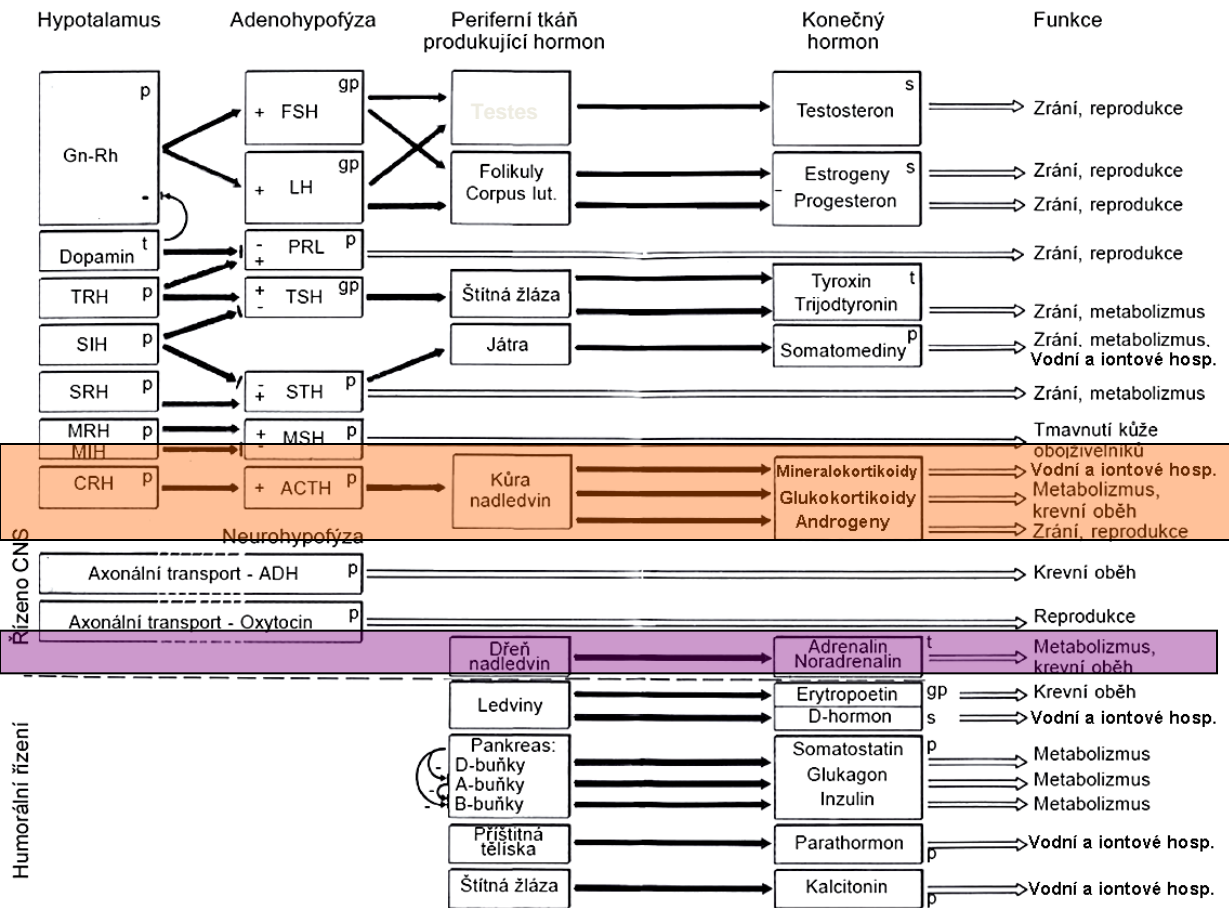 Hypotalamus
Adenohypofýza
Periferní tkáň
produkující hormon
Konečný
hormon
Funkce
p
Gn-Rh
-
gp
+ FSH
Testes
s
Testosteron
Zrání, reprodukce
gp
+ LH
Folikuly
Corpus lut.
Estrogeny s
- Progesteron
Zrání, reprodukce
Zrání, reprodukce
Dopamin t
- PRL p
+
Zrání, reprodukce
TRH p
+ TSH gp
-
Štítná žláza
Tyroxin t
Trijodtyronin
Zrání, metabolizmus
SIH p
Játra
Somatomediny p
Zrání, metabolizmus,
Vodní a iontové hosp.
SRH p
- STH p
+
Zrání, metabolizmus
MRH p
MIH
+ MSH p
-
Tmavnutí kůže
obojživelníků
CRH p
+ ACTH p
Kůra
nadledvin
Mineralokortikoidy
Glukokortikoidy
Androgeny
Vodní a iontové hosp.
Metabolizmus,
krevní oběh
Zrání, reprodukce
Neurohypofýza
Řízeno CNS
Axonální transport - ADH p
Krevní oběh
Axonální transport - Oxytocin p
Reprodukce
Dřeň
nadledvin
Adrenalin t
Noradrenalin
Metabolizmus,
krevní oběh
Humorální řízení
Ledviny
Erytropoetin gp
D-hormon s
Krevní oběh
Vodní a iontové hosp.
Pankreas:
- D-buňky
- A-buňky
- B-buňky
Somatostatin p
Glukagon
Inzulin
Metabolizmus
Metabolizmus
Metabolizmus
Příštitná
tělíska
Parathormon p
Vodní a iontové hosp.
Štítná žláza
Kalcitonin p
Vodní a iontové hosp.